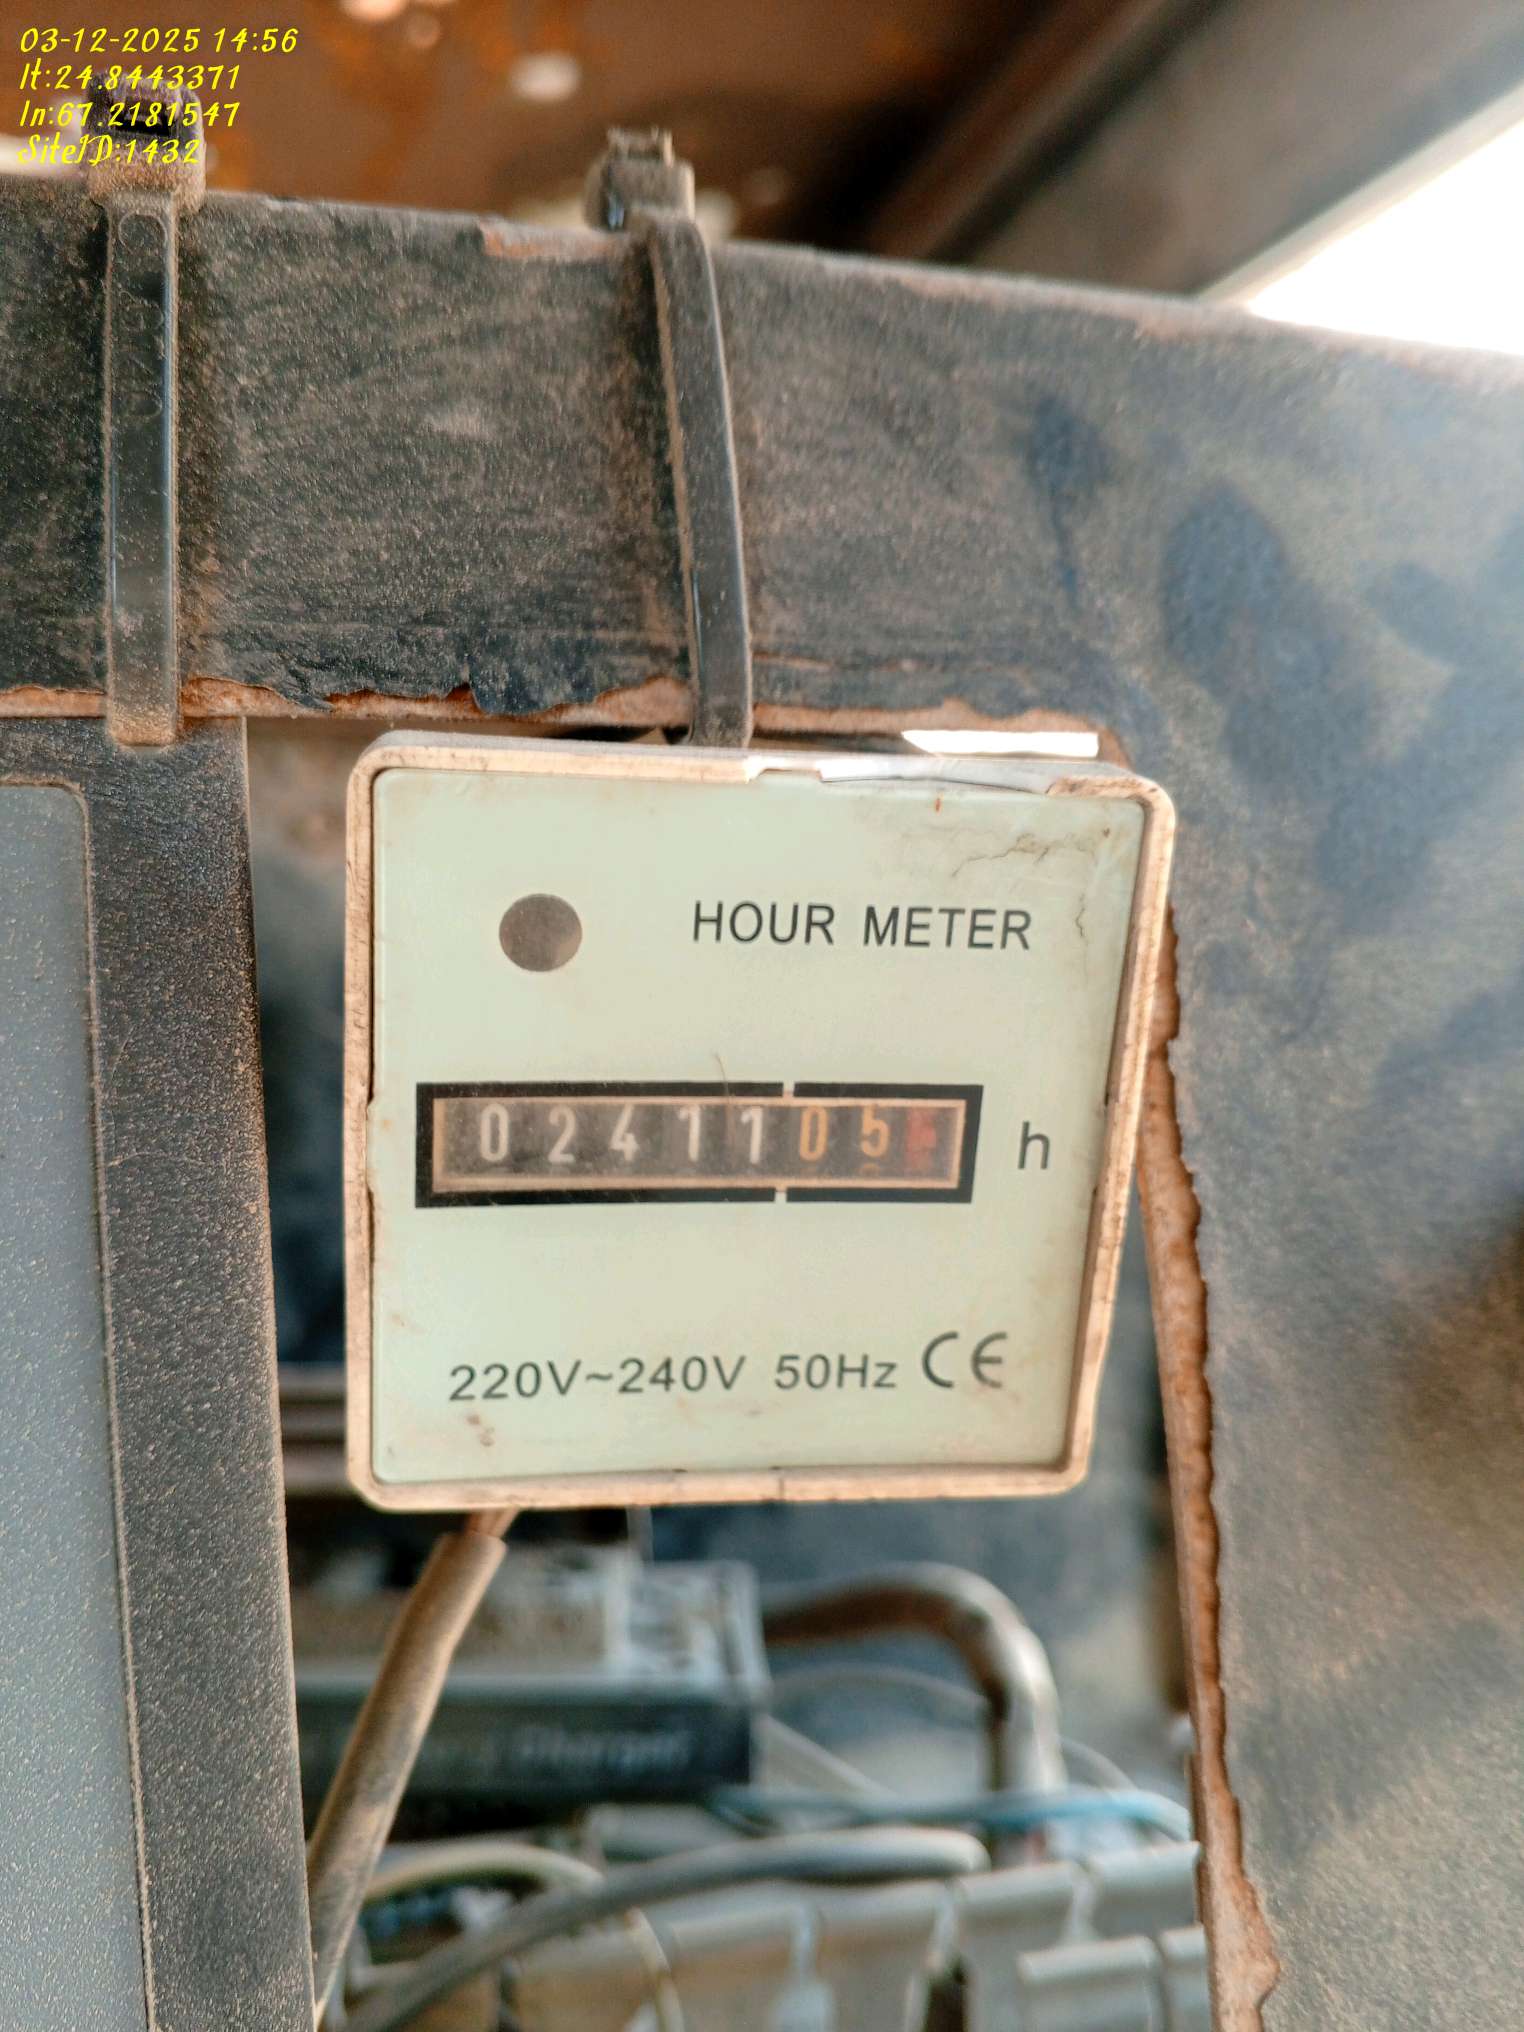 03-12-2025 14:56
lt:24.8443371
ln:67.2181547
SiteID:1432
HOUR METER
0241105 h
220V~240V 50Hz CE